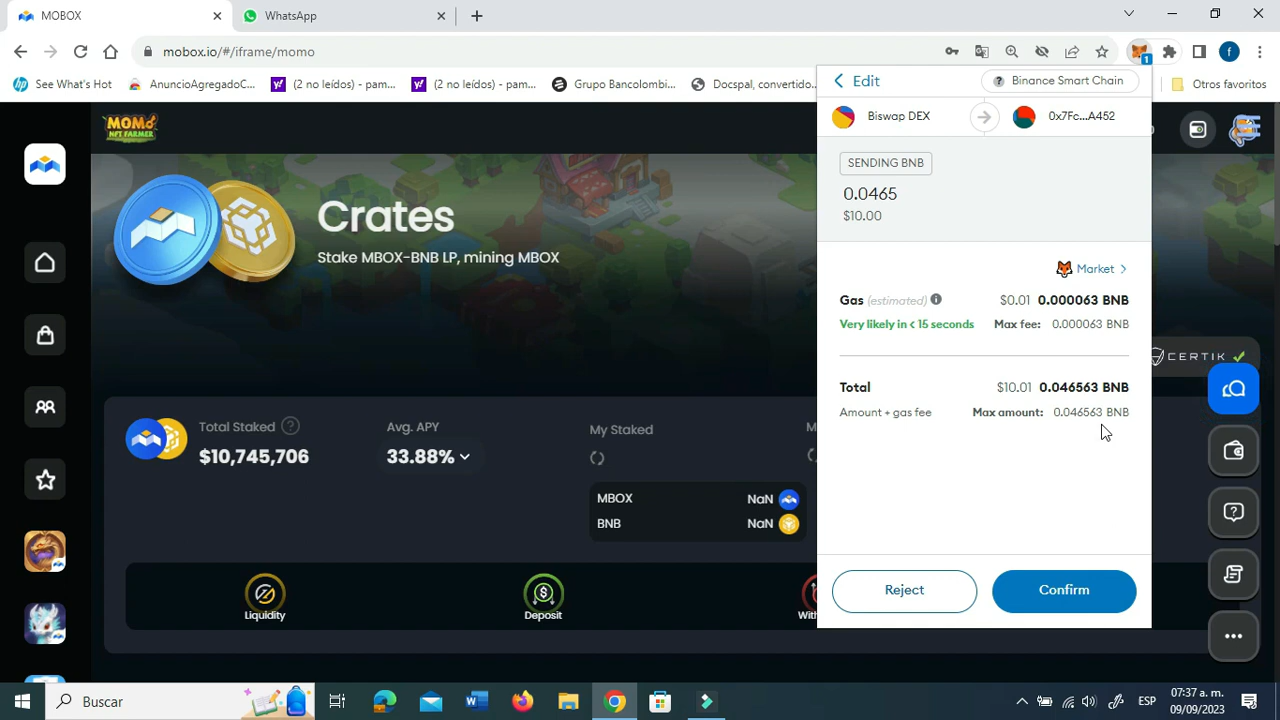 MOBOX
WhatsApp
mobox.io/#/iframe/momo
1
f
See What's Hot
AnuncioAgregadoC...
(2 no leídos) - pam...
(2 no leídos) - pam...
Grupo Bancolombi...
Docspal, convertido...
Otros favoritos
MOMO
NFT FARMER
Crates
Stake MBOX-BNB LP, mining MBOX
Total Staked
?
$10,745,706
Avg. APY
33.88%
My Staked
MBOX NaN
BNB NaN
Liquidity
Deposit
With
CERTIK
Edit
Binance Smart Chain
Biswap DEX
0x7Fc...A452
SENDING BNB
0.0465
$10.00
Market
Gas (estimated) $0.01 0.000063 BNB
Very likely in < 15 seconds Max fee: 0.000063 BNB
Total $10.01 0.046563 BNB
Amount + gas fee Max amount: 0.046563 BNB
Reject
Confirm
Buscar
ESP
07:37 a. m.
09/09/2023